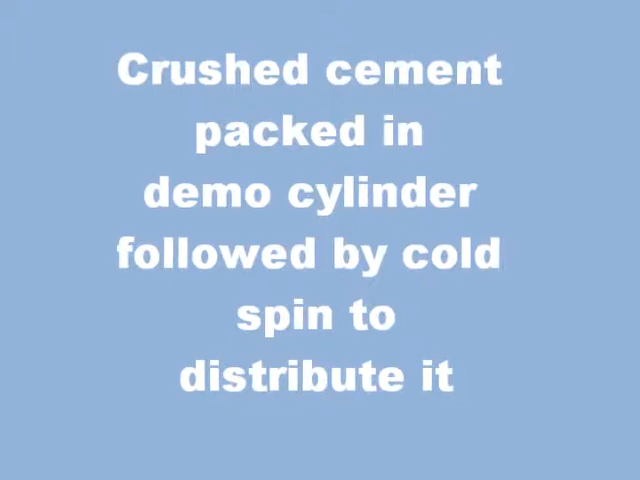 Crushed cement
packed in
demo cylinder
followed by cold
spin to
distribute it